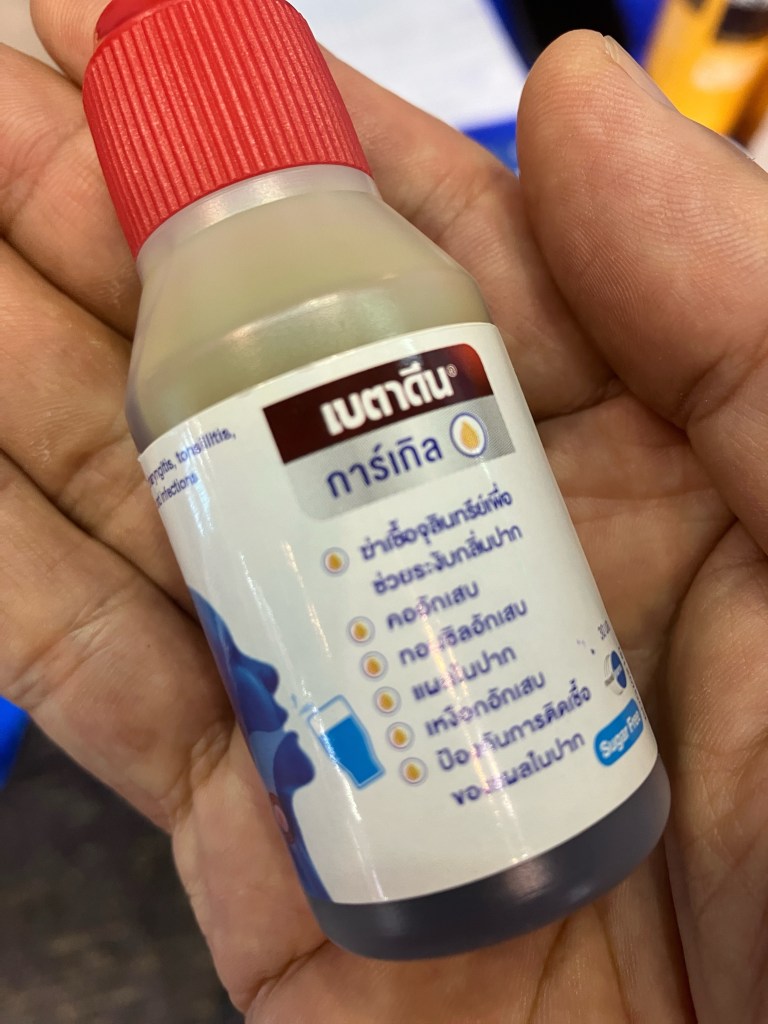 เบตาดีน®
การ์เกิล
ฆ่าเชื้อจุลินทรีย์เพื่อ
ช่วยระงับกลิ่นปาก
คออักเสบ
ทอนซิลอักเสบ
แผลในปาก
เหงือกอักเสบ
ป้องกันการติดเชื้อ
ของแผลในปาก
Sugar Free
tonsillitis,
infections
30